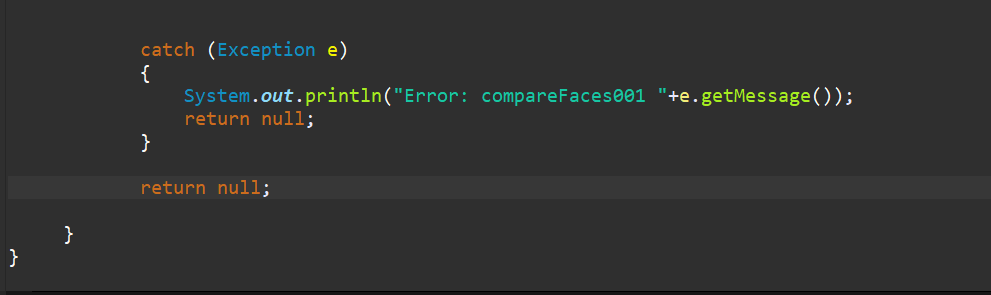 catch (Exception e)
{
System.out.println("Error: compareFaces001 "+e.getMessage());
return null;
}
return null;
}
}